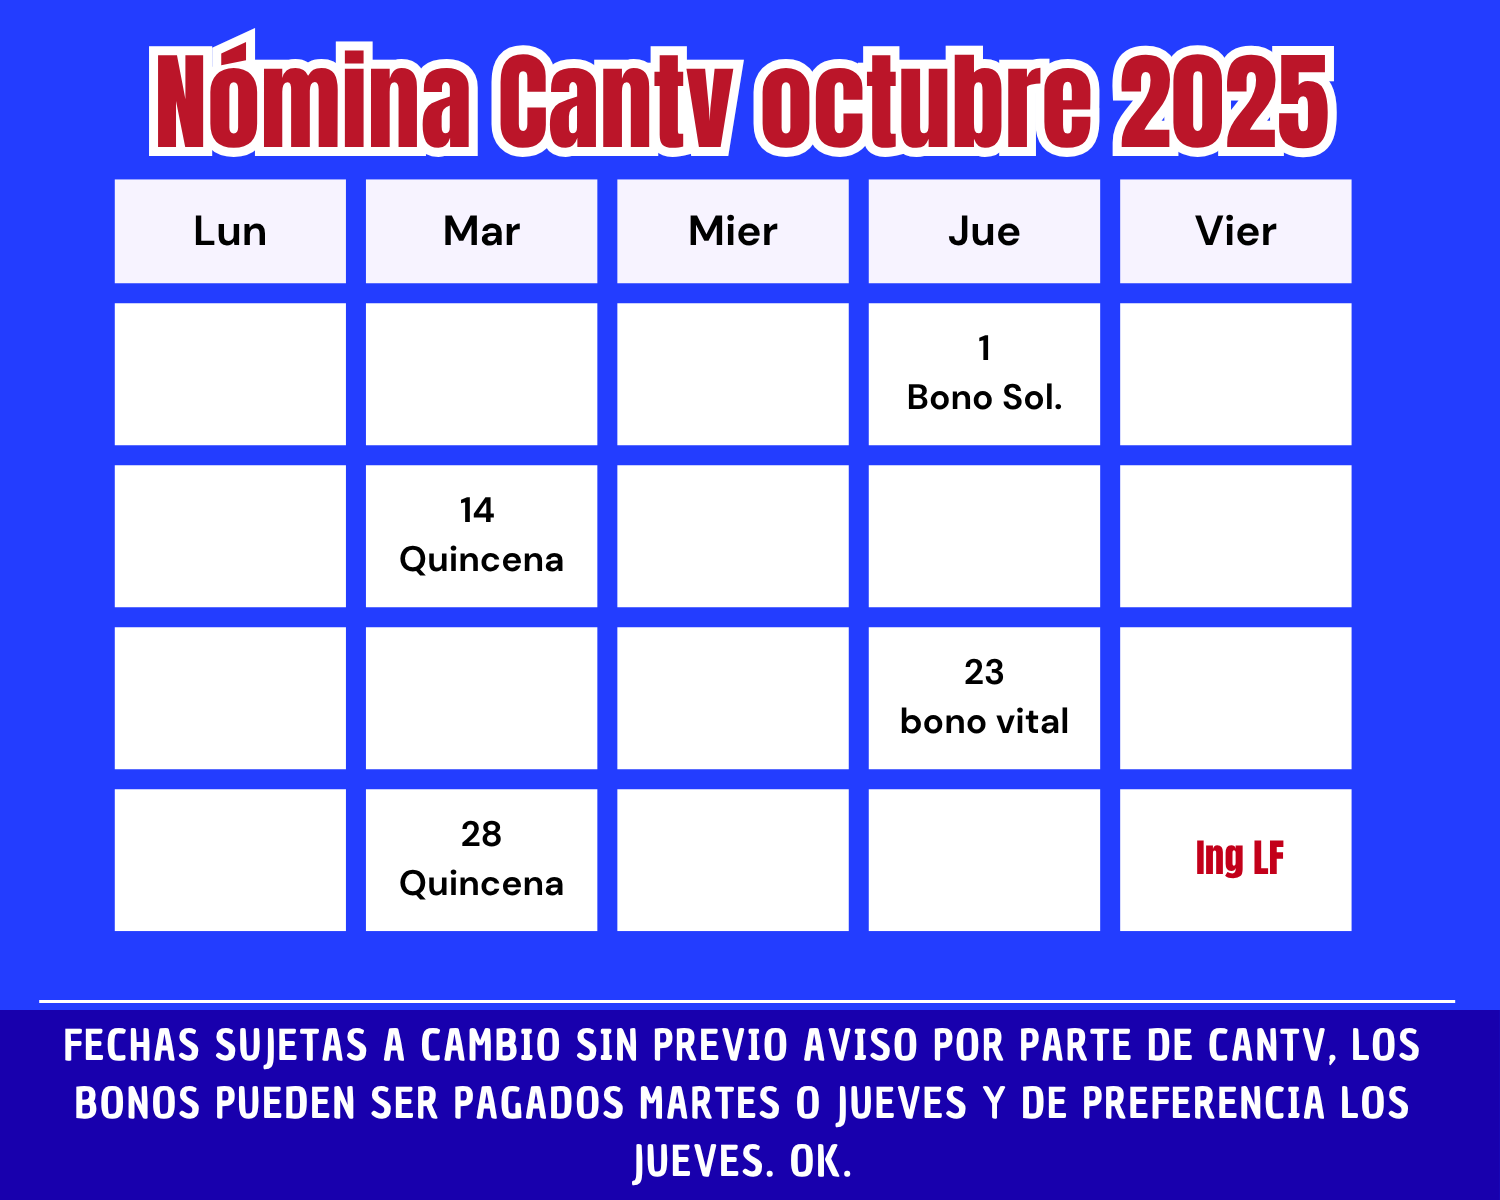 Nómina Cantv octubre 2025
Lun Mar Mier Jue Vier
1
Bono Sol.
14
Quincena
23
bono vital
28
Quincena
Ing LF
FECHAS SUJETAS A CAMBIO SIN PREVIO AVISO POR PARTE DE CANTV, LOS
BONOS PUEDEN SER PAGADOS MARTES O JUEVES Y DE PREFERENCIA LOS
JUEVES. OK.